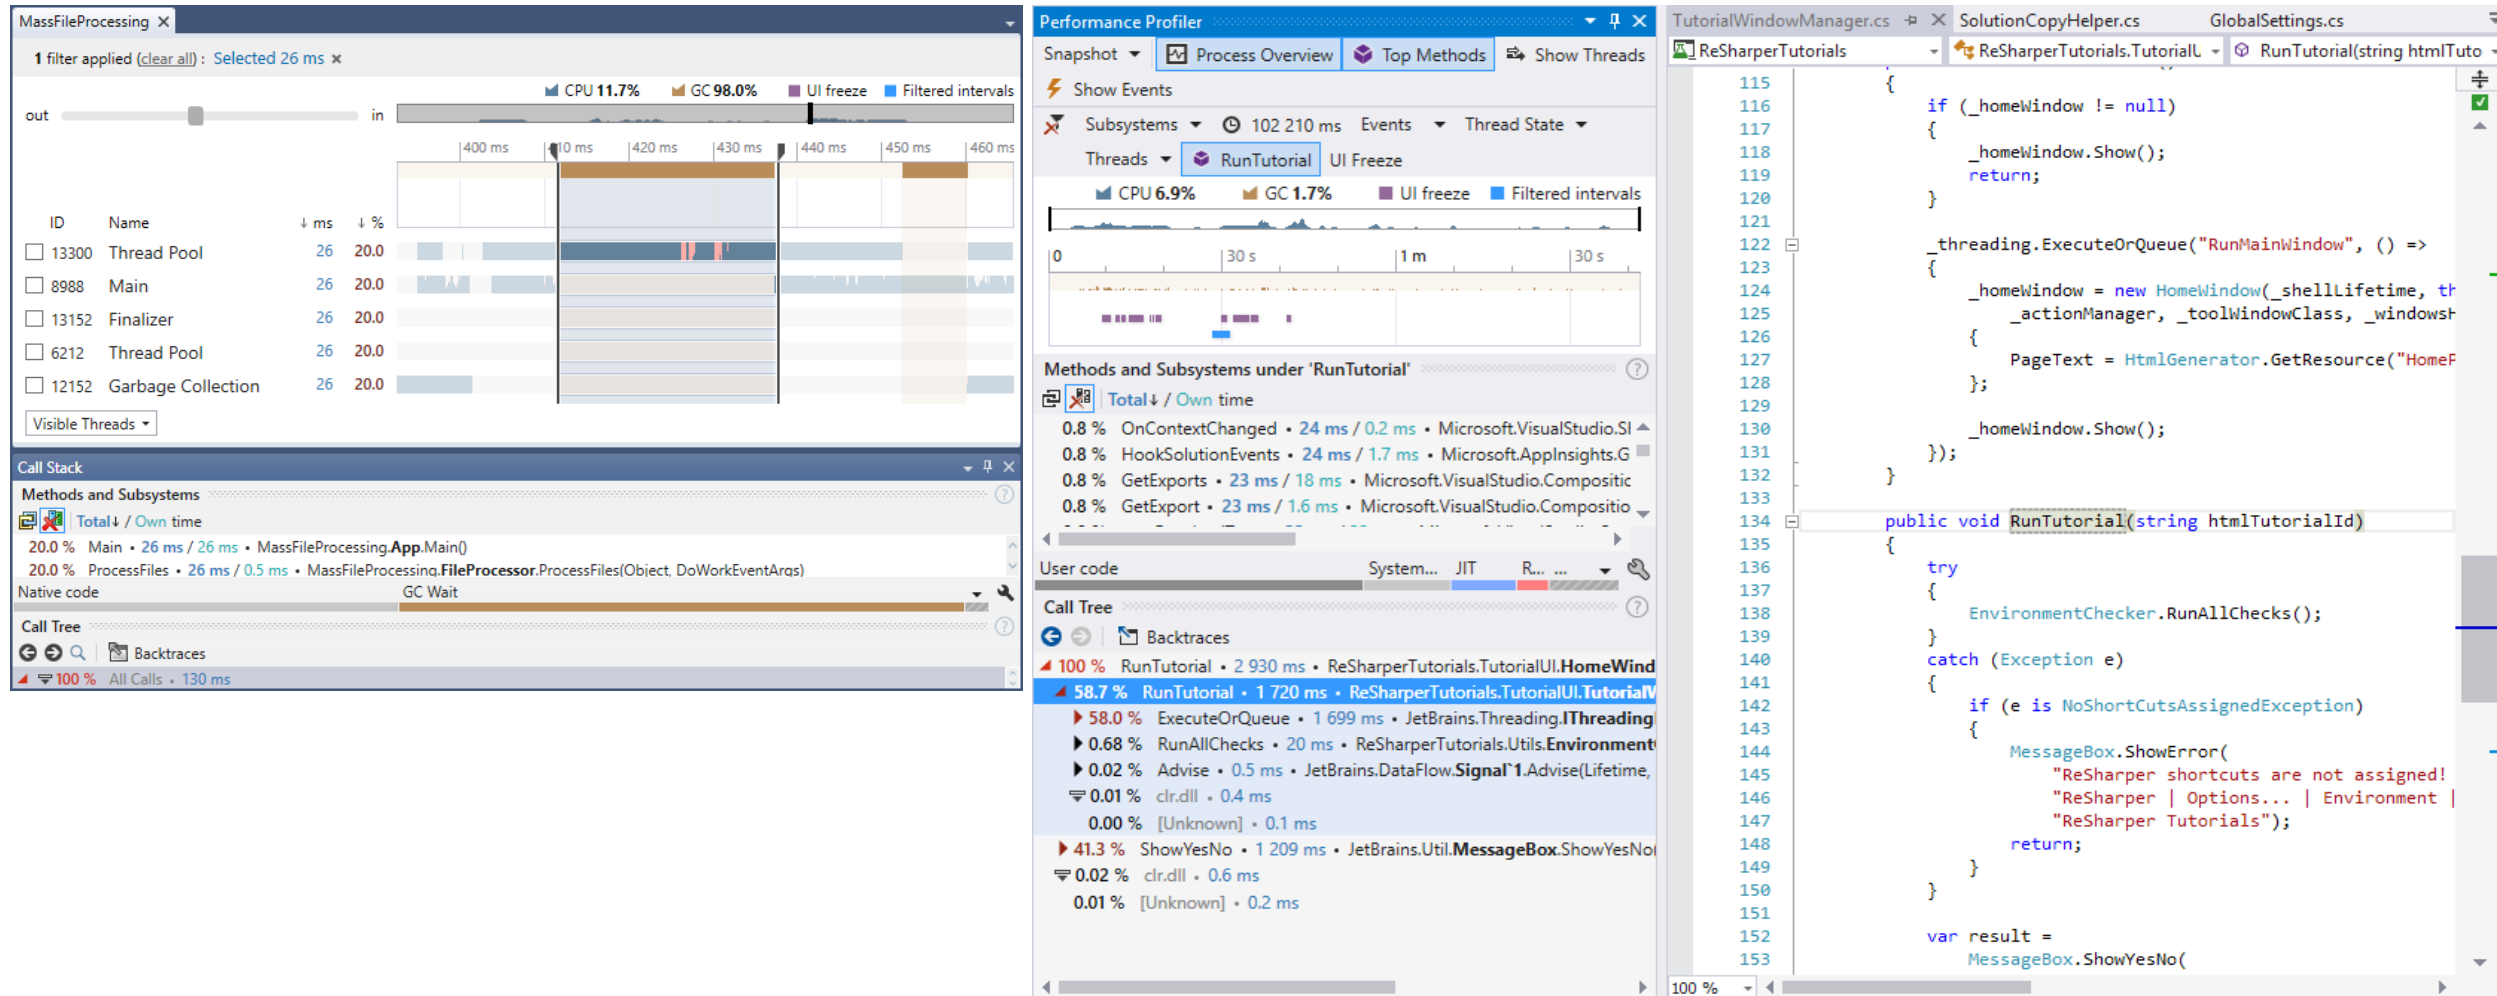 MassFileProcessing
1 filter applied (clear all) : Selected 26 ms
out
in
CPU 11.7% GC 98.0% UI freeze Filtered intervals
400 ms 420 ms 430 ms 440 ms 450 ms 460 ms
ID Name ↓ ms ↓ %
13300 Thread Pool 26 20.0
8988 Main 26 20.0
13152 Finalizer 26 20.0
6212 Thread Pool 26 20.0
12152 Garbage Collection 26 20.0
Visible Threads
Call Stack
Methods and Subsystems
Total↓ / Own time
20.0 % Main • 26 ms / 26 ms • MassFileProcessing.App.Main()
20.0 % ProcessFiles • 26 ms / 0.5 ms • MassFileProcessing.FileProcessor.ProcessFiles(Object, DoWorkEventArgs)
Native code GC Wait
Call Tree
Backtraces
100 % All Calls • 130 ms
Performance Profiler
Snapshot Process Overview Top Methods Show Threads
Show Events
Subsystems 102 210 ms Events Thread State
Threads RunTutorial UI Freeze
CPU 6.9% GC 1.7% UI freeze Filtered intervals
0 30 s 1 m 30 s
Methods and Subsystems under 'RunTutorial'
Total↓ / Own time
0.8 % OnContextChanged • 24 ms / 0.2 ms • Microsoft.VisualStudio.Sl
0.8 % HookSolutionEvents • 24 ms / 1.7 ms • Microsoft.AppInsights.G
0.8 % GetExports • 23 ms / 18 ms • Microsoft.VisualStudio.Compositic
0.8 % GetExport • 23 ms / 1.6 ms • Microsoft.VisualStudio.Compositio
User code System... JIT R... ...
Call Tree
Backtraces
100 % RunTutorial • 2 930 ms • ReSharperTutorials.TutorialUI.HomeWind
58.7 % RunTutorial • 1 720 ms • ReSharperTutorials.TutorialUI.TutorialW
58.0 % ExecuteOrQueue • 1 699 ms • JetBrains.Threading.IThreading
0.68 % RunAllChecks • 20 ms • ReSharperTutorials.Utils.Environment
0.02 % Advise • 0.5 ms • JetBrains.DataFlow.Signal`1.Advise(Lifetime,
0.01 % clr.dll • 0.4 ms
0.00 % [Unknown] • 0.1 ms
41.3 % ShowYesNo • 1 209 ms • JetBrains.Util.MessageBox.ShowYesNo(
0.02 % clr.dll • 0.6 ms
0.01 % [Unknown] • 0.2 ms
TutorialWindowManager.cs SolutionCopyHelper.cs GlobalSettings.cs
ReSharperTutorials ReSharperTutorials.TutorialU RunTutorial(string htmlTuto
115 {
116 if (_homeWindow != null)
117 {
118 _homeWindow.Show();
119 return;
120 }
121
122 _threading.ExecuteOrQueue("RunMainWindow", () =>
123 {
124 _homeWindow = new HomeWindow(_shellLifetime, th
125 _actionManager, _toolWindowClass, _windowsH
126 {
127 PageText = HtmlGenerator.GetResource("HomeP
128 };
129
130 _homeWindow.Show();
131 });
132 }
133
134 public void RunTutorial(string htmlTutorialId)
135 {
136 try
137 {
138 EnvironmentChecker.RunAllChecks();
139 }
140 catch (Exception e)
141 {
142 if (e is NoShortCutsAssignedException)
143 {
144 MessageBox.ShowError(
145 "ReSharper shortcuts are not assigned!
146 "ReSharper | Options... | Environment |
147 "ReSharper Tutorials");
148 return;
149 }
150 }
151
152 var result =
153 MessageBox.ShowYesNo(
100 %